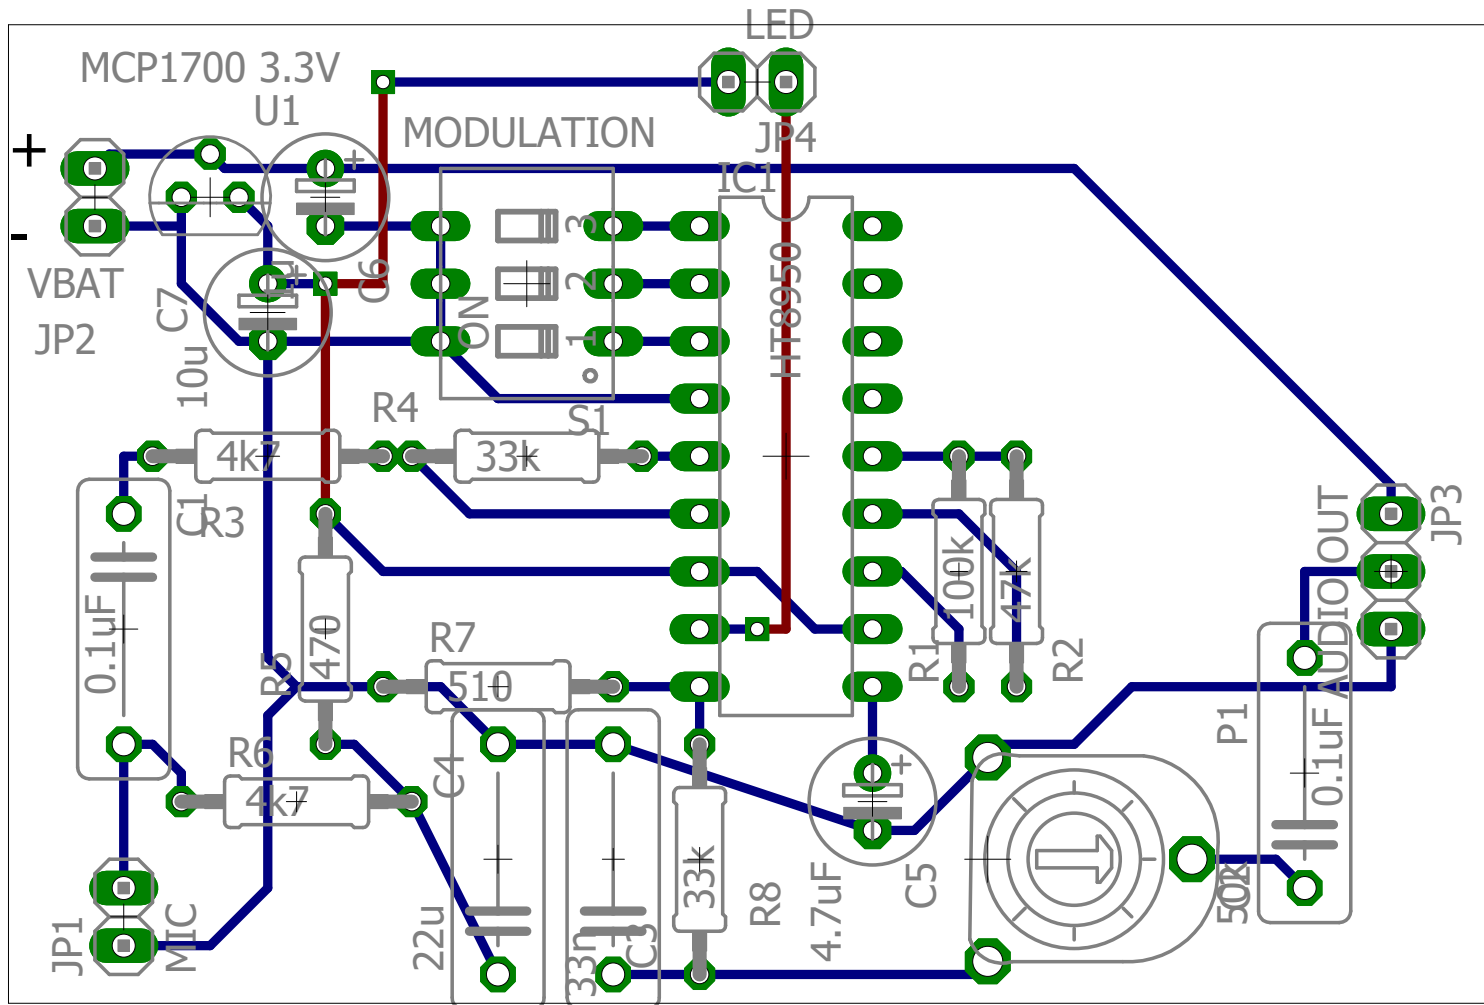 LED
MCP1700 3.3V
U1
MODULATION
JP4
IC1
+
-
VBAT
JP2
C7
10u
1u
C6
+
+
ON
3
2
1
S1
HT8950
R4
4k7
33k
C1
R3
0.1uF
R5
470
R7
510
R6
4k7
100k
47k
R1
R2
AUDIO OUT
JP3
P1
0.1uF
C2
50k
C4
22u
33n
C3
33k
R8
4.7uF
C5
+
JP1
MIC